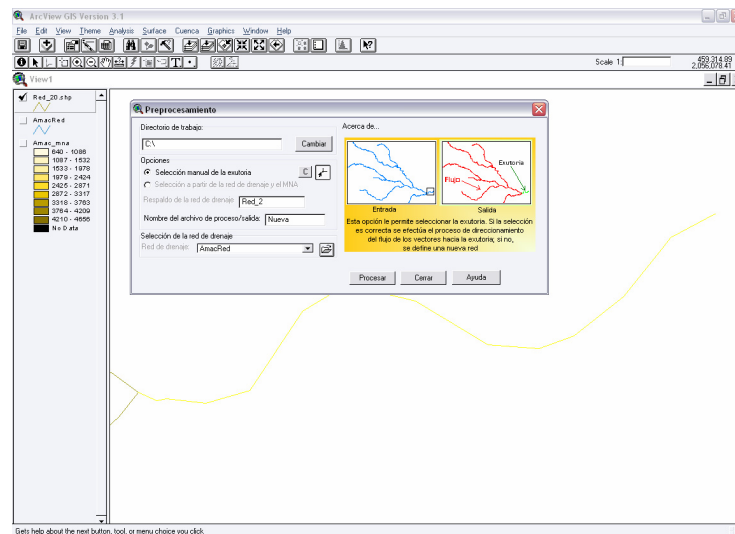 ArcView GIS Version 3.1
File Edit View Theme Analysis Surface Cuenca Graphics Window Help
Scale 1:
459,314.89
2,056,078.41
View1
Red_20.shp
AmacRed
Amac_mna
640 - 1086
1087 - 1532
1533 - 1978
1979 - 2424
2425 - 2871
2872 - 3317
3318 - 3763
3764 - 4209
4210 - 4656
No Data
Preprocesamiento
Directorio de trabajo:
C:\
Cambiar
Opciones
Selección manual de la exutoria
C
Selección a partir de la red de drenaje y el MNA
Respaldo de la red de drenaje
Red_2
Nombre del archivo de proceso/salida:
Nueva
Selección de la red de drenaje
Red de drenaje:
AmacRed
Acerca de...
Exutoria
Flujo
Entrada
Salida
Esta opción le permite seleccionar la exutoria. Si la selección
es correcta se efectúa el proceso de direccionamiento
del flujo de los vectores hacia la exutoria; si no,
se define una nueva red
Procesar
Cerrar
Ayuda
Gets help about the next button, tool, or menu choice you click.